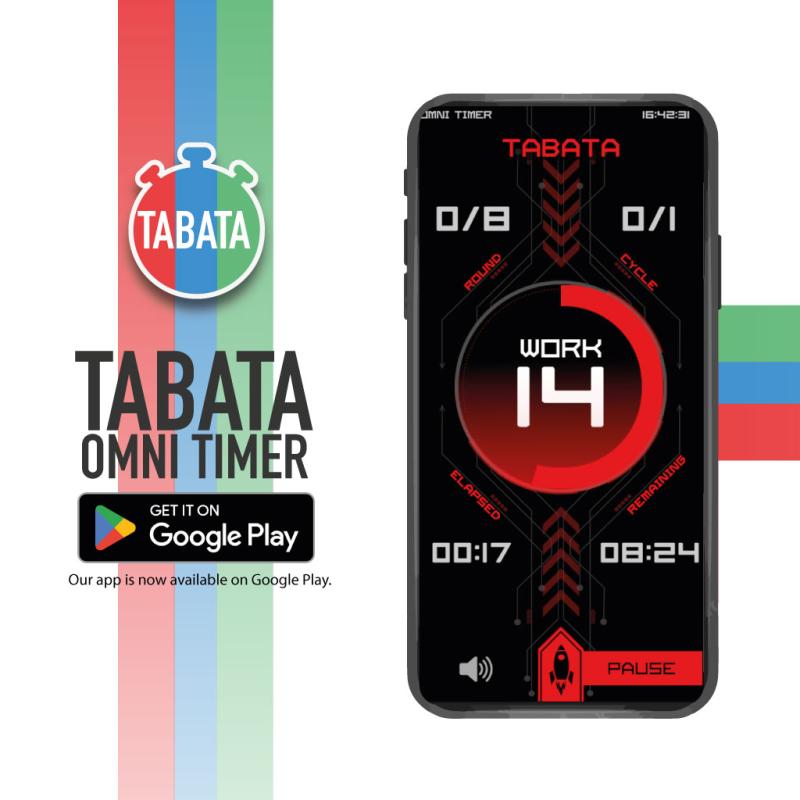 TABATA
TABATA
OMNI TIMER
GET IT ON
Google Play
Our app is now available on Google Play.
OMNI TIMER
16:42:31
TABATA
0/8
0/1
ROUND
CYCLE
WORK
14
ELAPSED
REMAINING
00:17
08:24
PAUSE